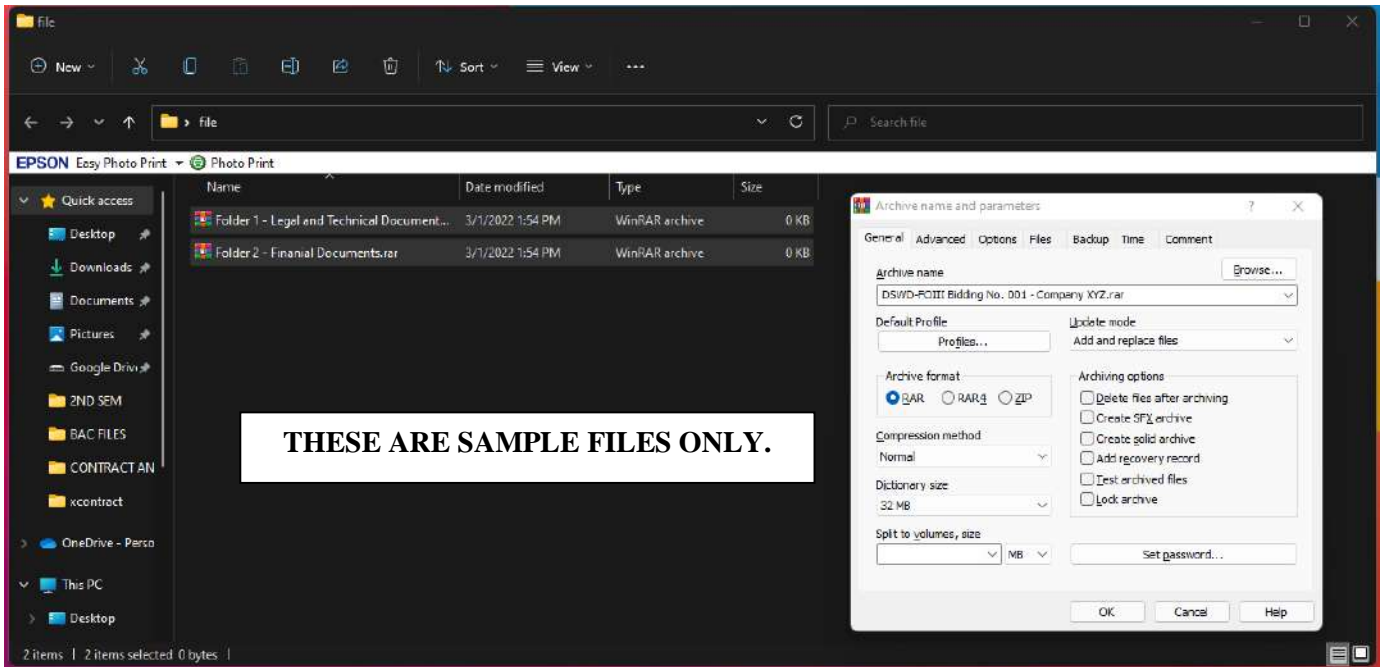 file
New
Sort
View
file
Search file
EPSON Easy Photo Print
Photo Print
Name Date modified Type Size
Folder 1 - Legal and Technical Document... 3/1/2022 1:54 PM WinRAR archive 0 KB
Folder 2 - Finanial Documents.rar 3/1/2022 1:54 PM WinRAR archive 0 KB
Quick access
Desktop
Downloads
Documents
Pictures
Google Driv
2ND SEM
BAC FILES
CONTRACT AN
xcontract
OneDrive - Perso
This PC
Desktop
2 items
2 items selected 0 bytes
THESE ARE SAMPLE FILES ONLY.
Archive name and parameters
?
General Advanced Options Files Backup Time Comment
Archive name
Browse...
DSWD-FOIII Bidding No. 001 - Company XYZ.rar
Default Profile
Profiles...
Update mode
Add and replace files
Archive format
RAR RAR4 ZIP
Compression method
Normal
Dictionary size
32 MB
Split to volumes, size
MB
Archiving options
Delete files after archiving
Create SFX archive
Create solid archive
Add recovery record
Test archived files
Lock archive
Set password...
OK Cancel Help